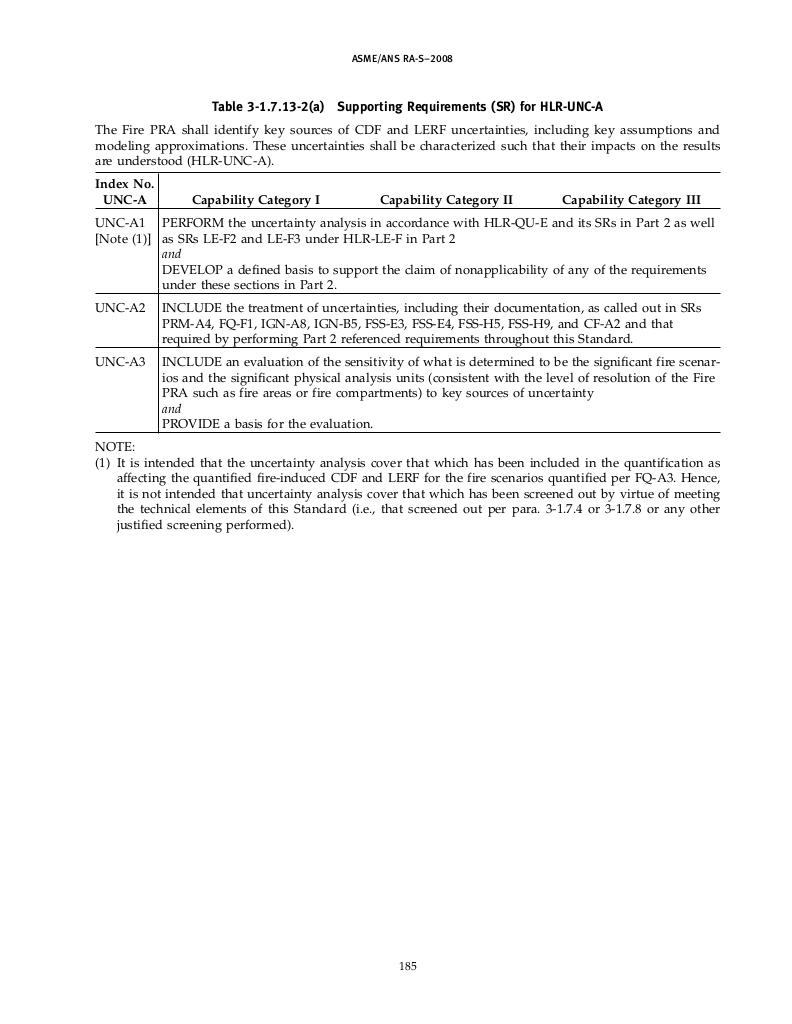 ASME/ANS RA-S–2008
Table 3-1.7.13-2(a) Supporting Requirements (SR) for HLR-UNC-A
The Fire PRA shall identify key sources of CDF and LERF uncertainties, including key assumptions and
modeling approximations. These uncertainties shall be characterized such that their impacts on the results
are understood (HLR-UNC-A).
Index No.
UNC-A Capability Category I Capability Category II Capability Category III
UNC-A1 PERFORM the uncertainty analysis in accordance with HLR-QU-E and its SRs in Part 2 as well
[Note (1)] as SRs LE-F2 and LE-F3 under HLR-LE-F in Part 2
and
DEVELOP a defined basis to support the claim of nonapplicability of any of the requirements
under these sections in Part 2.
UNC-A2 INCLUDE the treatment of uncertainties, including their documentation, as called out in SRs
PRM-A4, FQ-F1, IGN-A8, IGN-B5, FSS-E3, FSS-E4, FSS-H5, FSS-H9, and CF-A2 and that
required by performing Part 2 referenced requirements throughout this Standard.
UNC-A3 INCLUDE an evaluation of the sensitivity of what is determined to be the significant fire scenar-
ios and the significant physical analysis units (consistent with the level of resolution of the Fire
PRA such as fire areas or fire compartments) to key sources of uncertainty
and
PROVIDE a basis for the evaluation.
NOTE:
(1) It is intended that the uncertainty analysis cover that which has been included in the quantification as
affecting the quantified fire-induced CDF and LERF for the fire scenarios quantified per FQ-A3. Hence,
it is not intended that uncertainty analysis cover that which has been screened out by virtue of meeting
the technical elements of this Standard (i.e., that screened out per para. 3-1.7.4 or 3-1.7.8 or any other
justified screening performed).
185